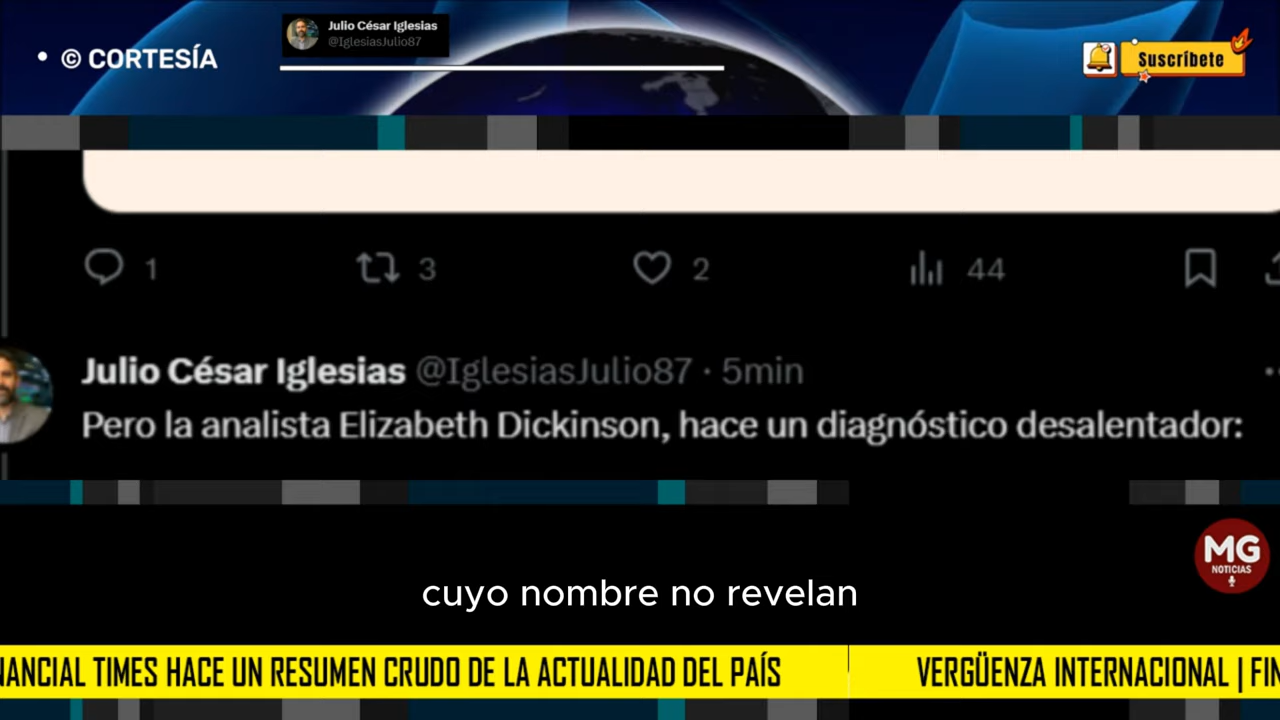 • © CORTESÍA
Julio César Iglesias
@IglesiasJulio87
Suscríbete
1 3 2 44
Julio César Iglesias @IglesiasJulio87 · 5min
Pero la analista Elizabeth Dickinson, hace un diagnóstico desalentador:
MG
NOTICIAS
cuyo nombre no revelan
NANCIAL TIMES HACE UN RESUMEN CRUDO DE LA ACTUALIDAD DEL PAÍS VERGÜENZA INTERNACIONAL | FIN